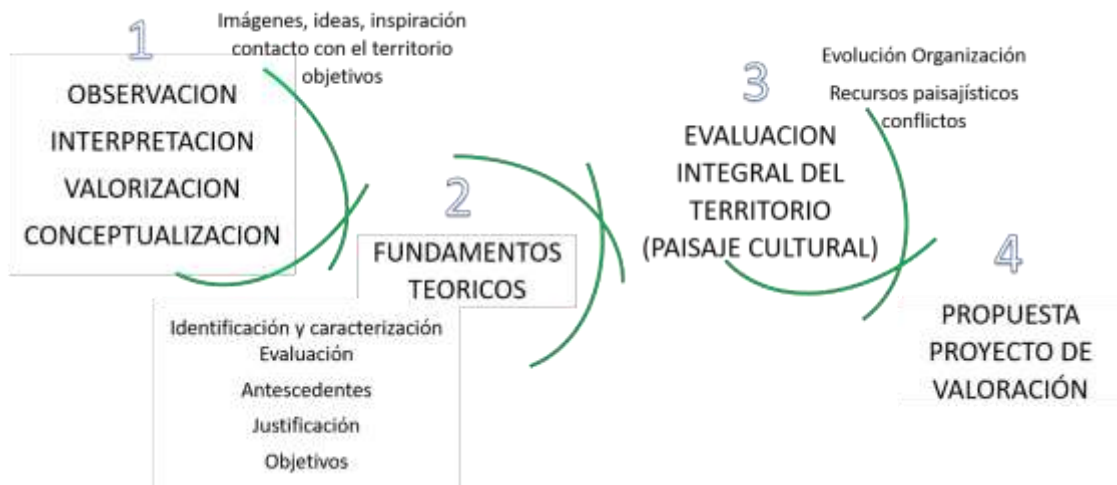 1
Imágenes, ideas, inspiración
contacto con el territorio
objetivos
OBSERVACION
INTERPRETACION
VALORIZACION
CONCEPTUALIZACION
2
FUNDAMENTOS
TEORICOS
Identificación y caracterización
Evaluación
Antescedentes
Justificación
Objetivos
3
Evolución Organización
Recursos paisajísticos
conflictos
EVALUACION
INTEGRAL DEL
TERRITORIO
(PAISAJE CULTURAL)
4
PROPUESTA
PROYECTO DE
VALORACIÓN